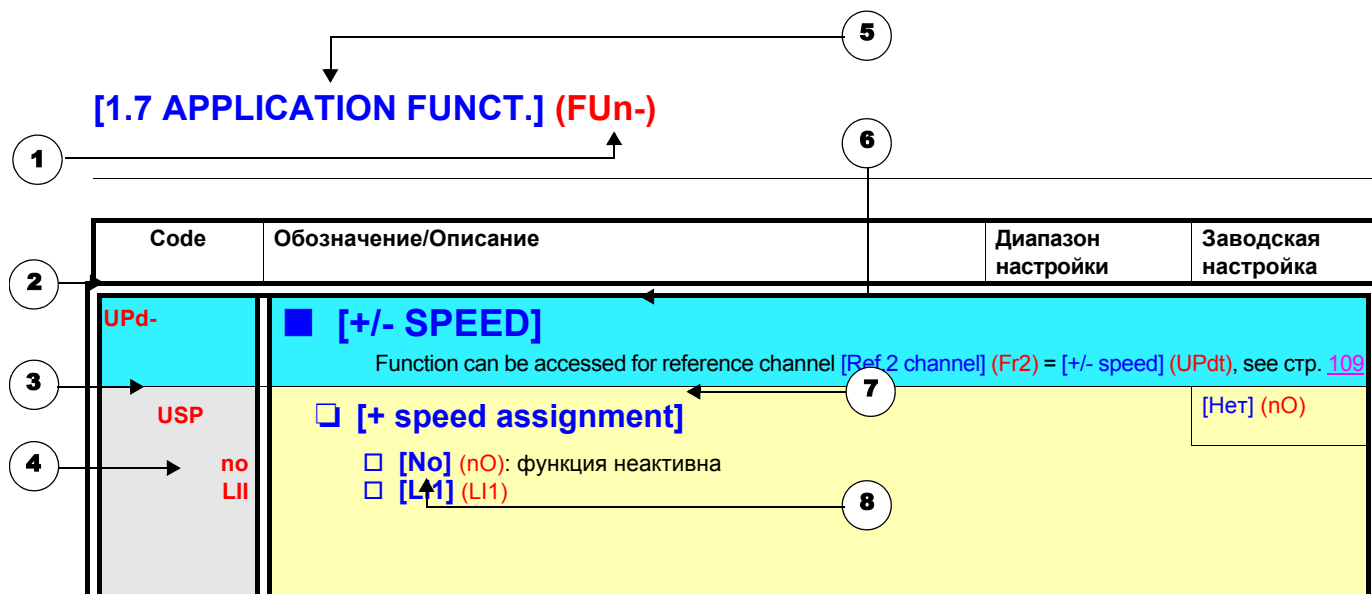 5
[1.7 APPLICATION FUNCT.] (FUn-)
1
6
Code Обозначение/Описание Диапазон настройки Заводская настройка
2
UPd- [+/- SPEED]
Function can be accessed for reference channel [Ref.2 channel] (Fr2) = [+/- speed] (UPdt), see стр. 109
3
7
USP [+ speed assignment] [Нет] (nO)
4
no [No] (nO): функция неактивна
LII [LI1] (LI1)
8